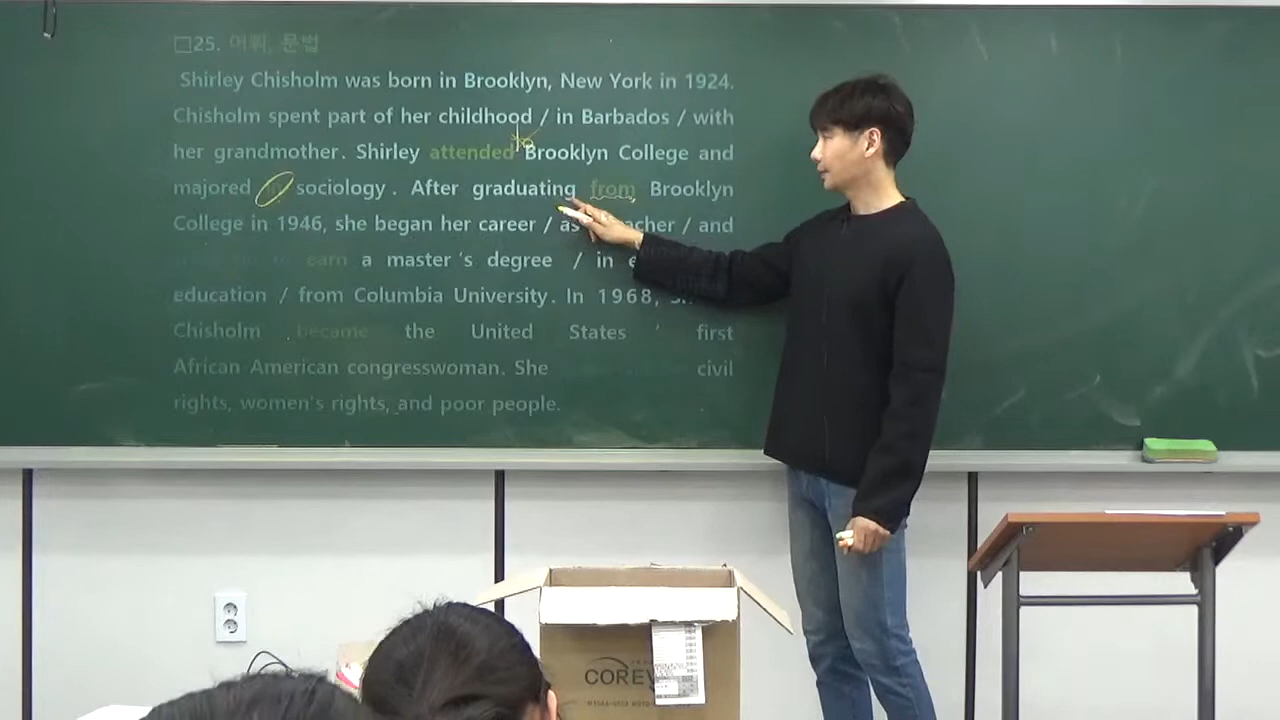 □25. 어휘, 문법
Shirley Chisholm was born in Brooklyn, New York in 1924.
Chisholm spent part of her childhood / in Barbados / with
her grandmother. Shirley attended Brooklyn College and
majored sociology . After graduating from Brooklyn
College in 1946, she began her career / as / and
earn a master's degree / in
education / from Columbia University. In 1968,
Chisholm became the United States ' first
African American congresswoman. She civil
rights, women's rights, and poor people.